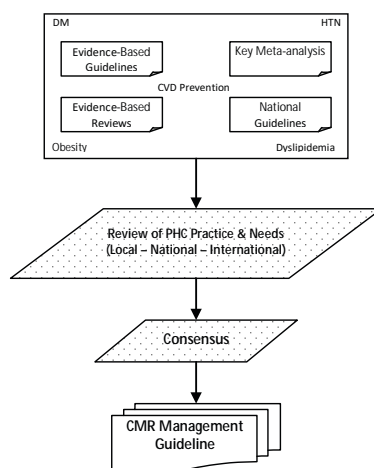 DM HTN
Evidence-Based Key Meta-analysis
Guidelines
CVD Prevention
Evidence-Based National
Reviews Guidelines
Obesity Dyslipidemia
Review of PHC Practice & Needs
(Local – National – International)
Consensus
CMR Management
Guideline